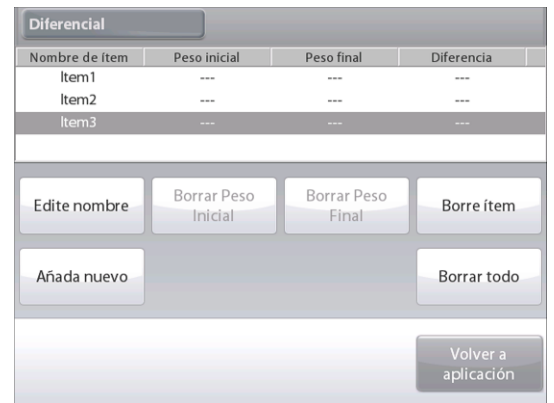 Diferencial
Nombre de ítem Peso inicial Peso final Diferencia
Item1 --- --- ---
Item2 --- --- ---
Item3 --- --- ---
Edite nombre
Borrar Peso
Inicial
Borrar Peso
Final
Borre ítem
Añada nuevo
Borrar todo
Volver a
aplicación